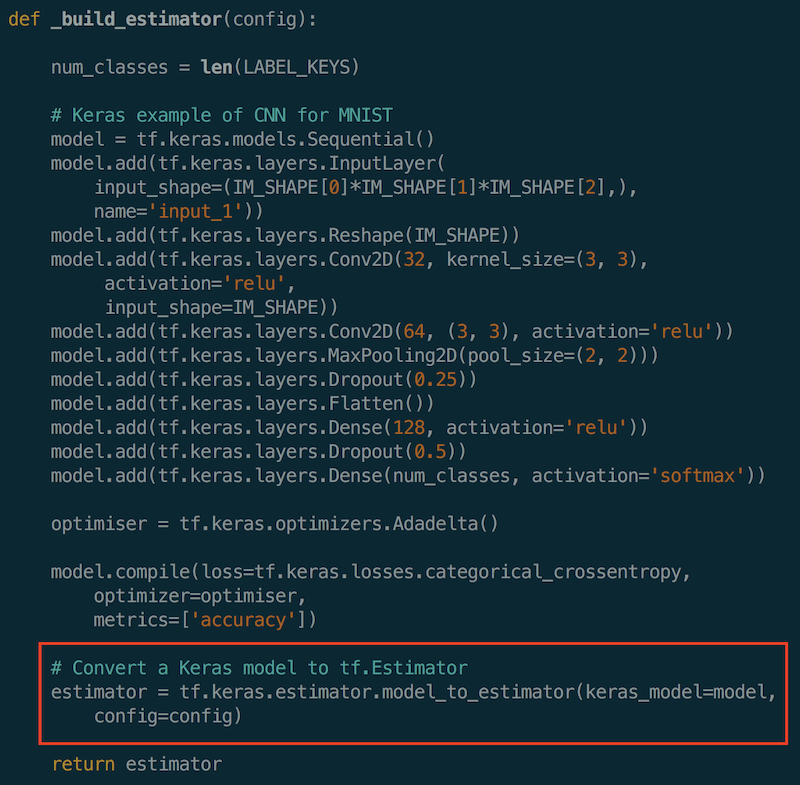 def _build_estimator(config):
num_classes = len(LABEL_KEYS)
# Keras example of CNN for MNIST
model = tf.keras.models.Sequential()
model.add(tf.keras.layers.InputLayer(
input_shape=(IM_SHAPE[0]*IM_SHAPE[1]*IM_SHAPE[2],),
name='input_1'))
model.add(tf.keras.layers.Reshape(IM_SHAPE))
model.add(tf.keras.layers.Conv2D(32, kernel_size=(3, 3),
activation='relu',
input_shape=IM_SHAPE))
model.add(tf.keras.layers.Conv2D(64, (3, 3), activation='relu'))
model.add(tf.keras.layers.MaxPooling2D(pool_size=(2, 2)))
model.add(tf.keras.layers.Dropout(0.25))
model.add(tf.keras.layers.Flatten())
model.add(tf.keras.layers.Dense(128, activation='relu'))
model.add(tf.keras.layers.Dropout(0.5))
model.add(tf.keras.layers.Dense(num_classes, activation='softmax'))
optimiser = tf.keras.optimizers.Adadelta()
model.compile(loss=tf.keras.losses.categorical_crossentropy,
optimizer=optimiser,
metrics=['accuracy'])
# Convert a Keras model to tf.Estimator
estimator = tf.keras.estimator.model_to_estimator(keras_model=model,
config=config)
return estimator